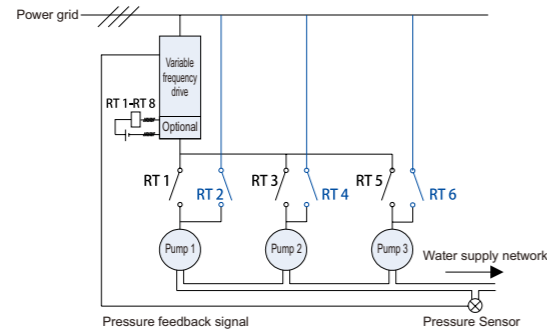 Power grid
Variable
frequency
drive
RT 1-RT 8
Optional
RT 1
RT 2
RT 3
RT 4
RT 5
RT 6
Pump 1
Pump 2
Pump 3
Water supply network
Pressure feedback signal
Pressure Sensor